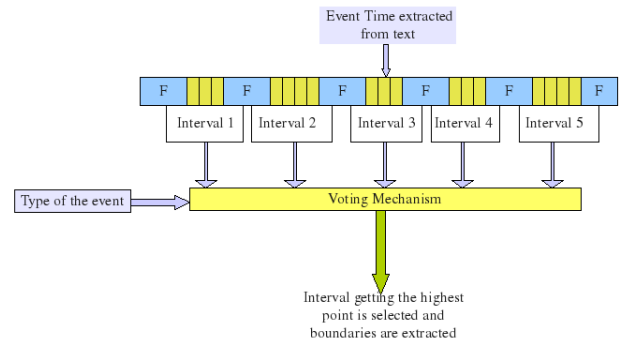 Event Time extracted
from text
F F F F F F
Interval 1 Interval 2 Interval 3 Interval 4 Interval 5
Type of the event
Voting Mechanism
Interval getting the highest
point is selected and
boundaries are extracted